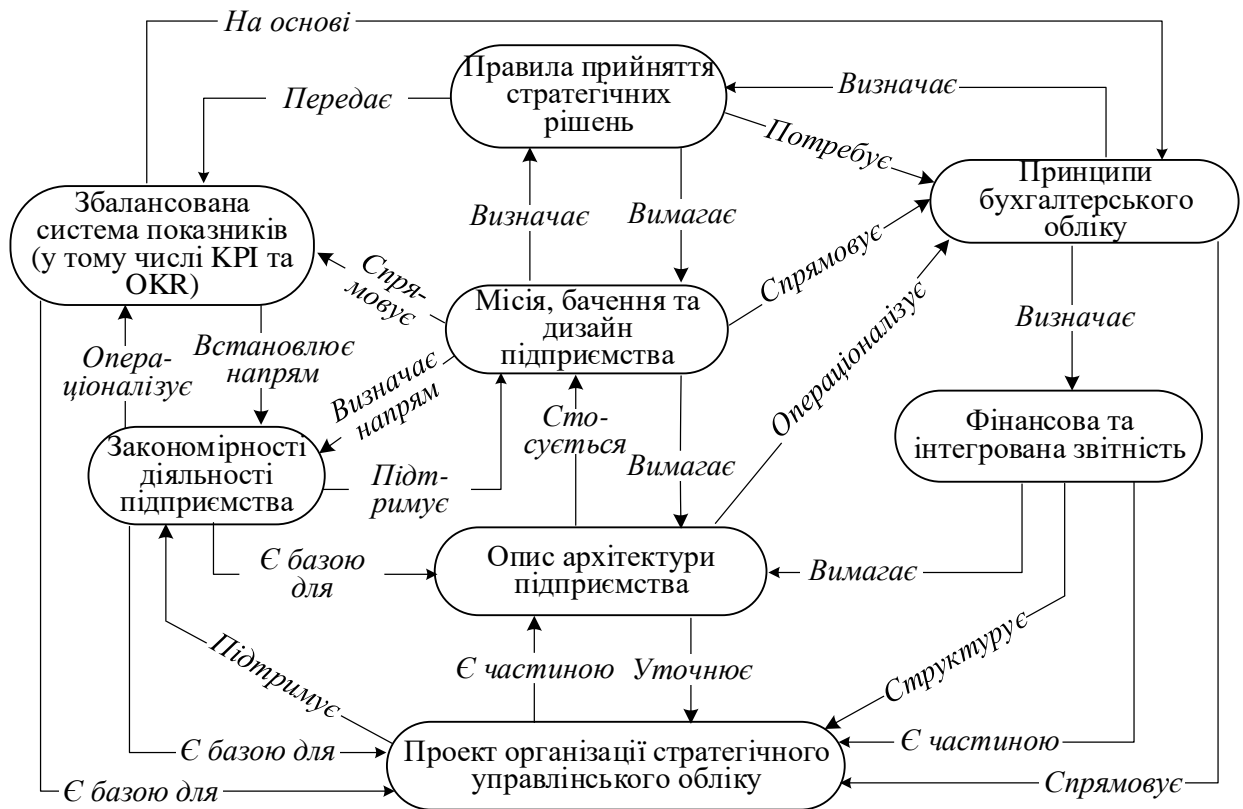 На основі
Правила прийняття
стратегічних
рішень
Передає
Визначає
Потребує
Збалансована
система показників
(у тому числі KPI та
OKR)
Принципи
бухгалтерського
обліку
Визначає
Вимагає
Спря-
мовує
Спрямовує
Місія, бачення та
дизайн
підприємства
Опера-
ціоналізує
Встановлює
напрям
Визначає
напрям
Сто-
сується
Вимагає
Операціоналізує
Визначає
Закономірності
діяльності
підприємства
Підт-
римує
Фінансова та
інтегрована звітність
Є базою
для
Опис архітектури
підприємства
Вимагає
Підтримує
Є частиною
Уточнює
Структурує
Є базою для
Проект організації стратегічного
управлінського обліку
Є частиною
Є базою для
Спрямовує